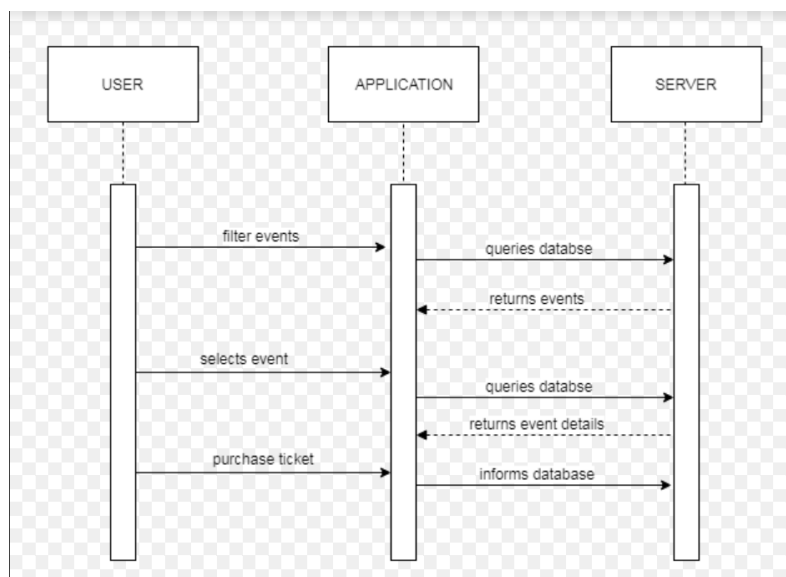 USER
APPLICATION
SERVER
filter events
queries databse
returns events
selects event
queries databse
returns event details
purchase ticket
informs database